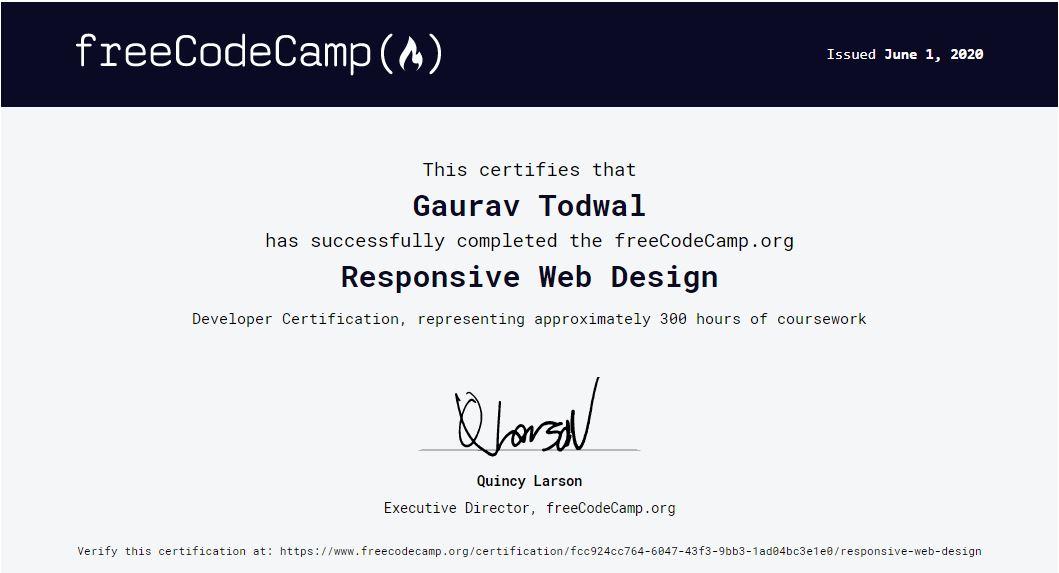 freeCodeCamp(🔥)
Issued June 1, 2020
This certifies that
Gaurav Todwal
has successfully completed the freeCodeCamp.org
Responsive Web Design
Developer Certification, representing approximately 300 hours of coursework
Q Larson
Quincy Larson
Executive Director, freeCodeCamp.org
Verify this certification at: https://www.freecodecamp.org/certification/fcc924cc764-6047-43f3-9bb3-1ad04bc3e1e0/responsive-web-design